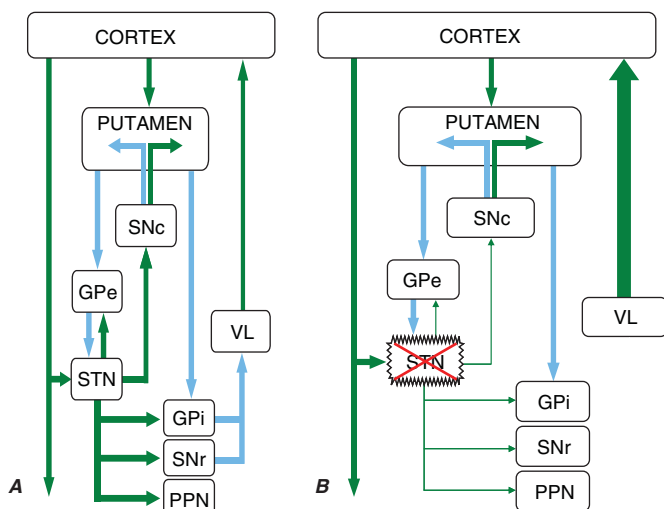 CORTEX
PUTAMEN
SNc
GPe
VL
STN
GPi
SNr
PPN
A
CORTEX
PUTAMEN
SNc
GPe
VL
STN
GPi
SNr
PPN
B